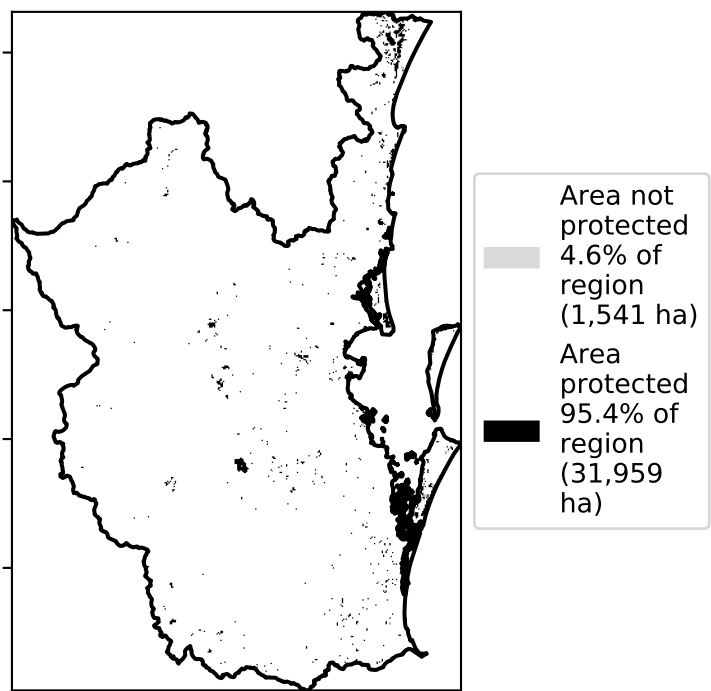 Area not
protected
4.6% of
region
(1,541 ha)
Area
protected
95.4% of
region
(31,959
ha)